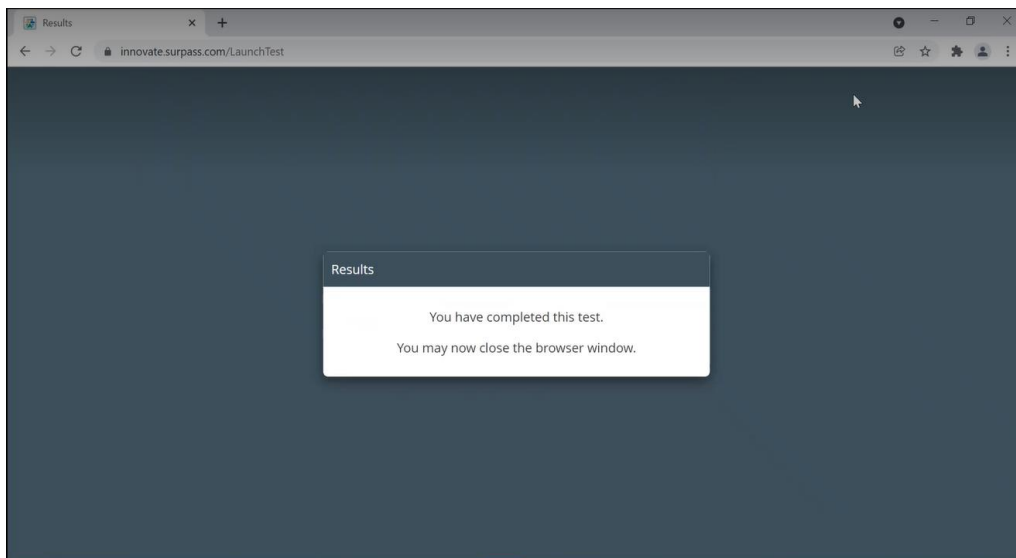 Results
innovate.surpass.com/LaunchTest
Results
You have completed this test.
You may now close the browser window.